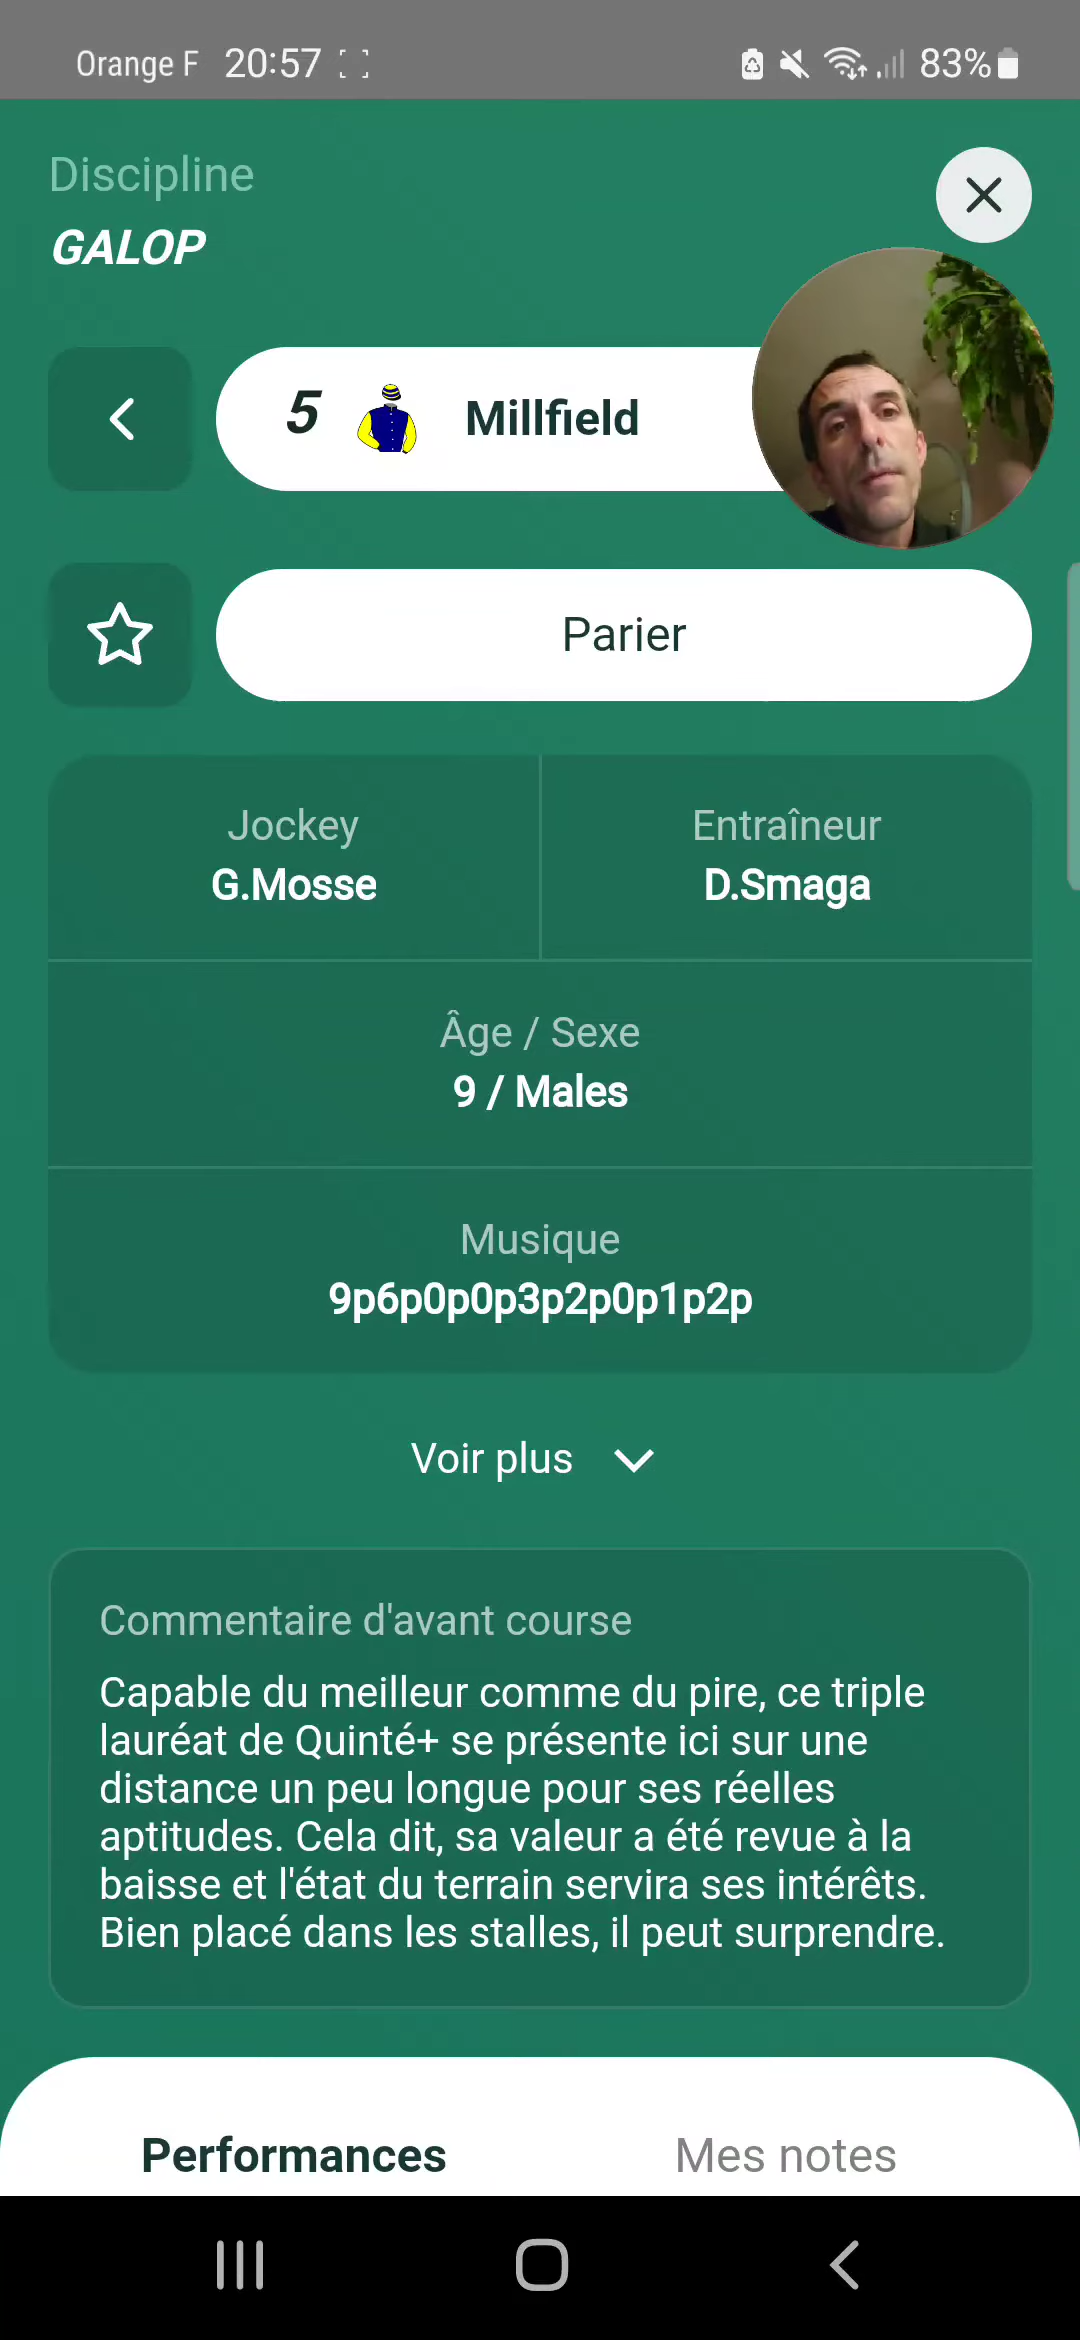 Orange F 20:57 83%
Discipline
GALOP
5 Millfield
Parier
Jockey Entraîneur
G.Mosse D.Smaga
Âge / Sexe
9 / Males
Musique
9p6p0p0p3p2p0p1p2p
Voir plus
Commentaire d'avant course
Capable du meilleur comme du pire, ce triple
lauréat de Quinté+ se présente ici sur une
distance un peu longue pour ses réelles
aptitudes. Cela dit, sa valeur a été revue à la
baisse et l'état du terrain servira ses intérêts.
Bien placé dans les stalles, il peut surprendre.
Performances Mes notes